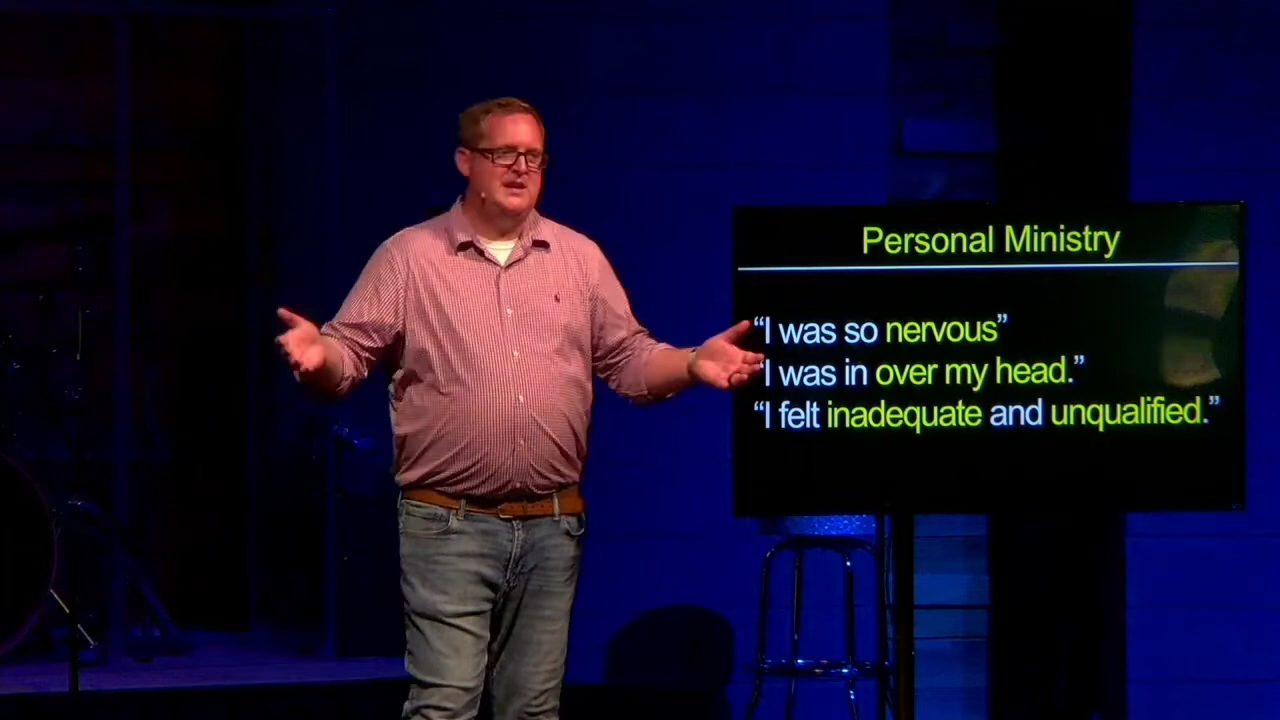 Personal Ministry
“I was so nervous”
“I was in over my head.”
“I felt inadequate and unqualified.”